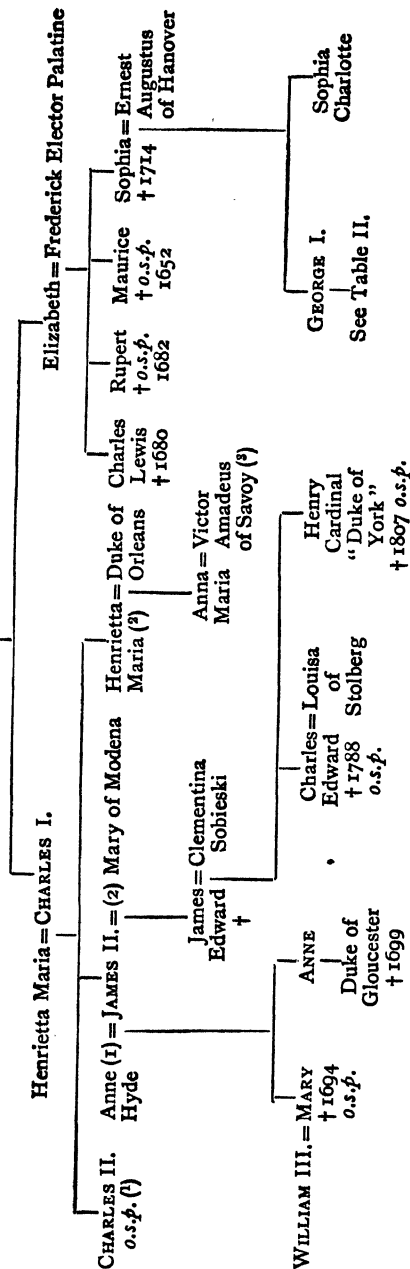 Henrietta Maria = CHARLES I.
Elizabeth = Frederick Elector Palatine
CHARLES II.
o.s.p. (¹)
Anne (1) = JAMES II. = (2) Mary of Modena
Hyde
Henrietta = Duke of
Maria (²) Orleans
Charles
Lewis
† 1680
Rupert
† o.s.p.
1682
Maurice
† o.s.p.
1652
Sophia = Ernest
† 1714 Augustus
of Hanover
James = Clementina
Edward Sobieski
†
Anna = Victor
Maria Amadeus
of Savoy (³)
WILLIAM III. = MARY
† 1694
o.s.p.
ANNE
Duke of
Gloucester
† 1699
Charles = Louisa
Edward of
† 1788 Stolberg
o.s.p.
Henry
Cardinal
"Duke of
York"
† 1807 o.s.p.
GEORGE I.
See Table II.
Sophia
Charlotte